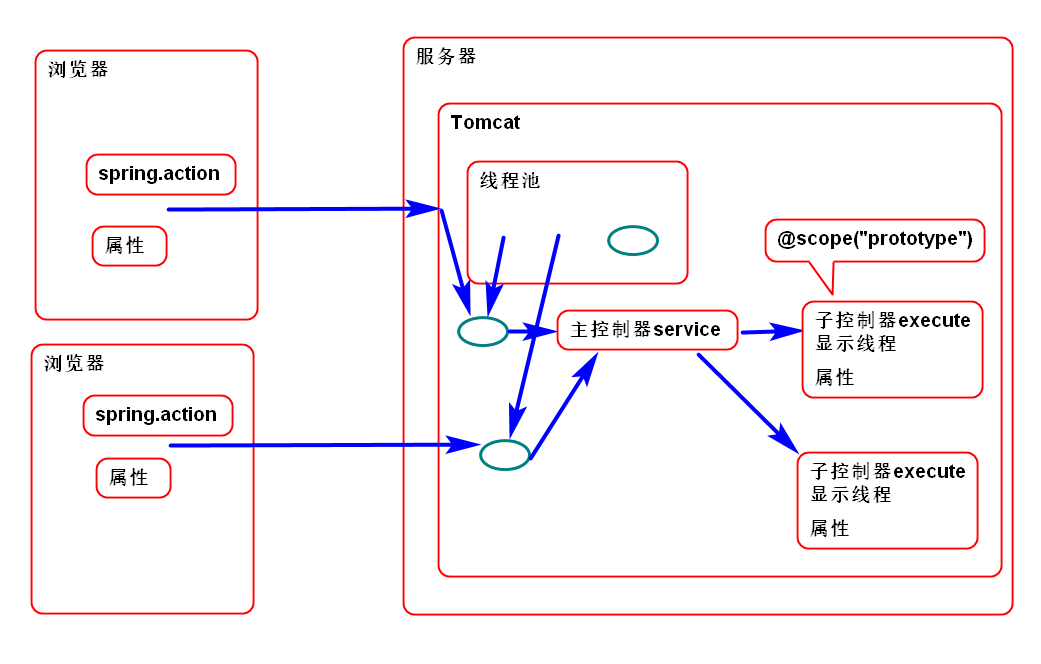 浏览器
spring.action
属性
浏览器
spring.action
属性
服务器
Tomcat
线程池
主控制器service
@scope("prototype")
子控制器execute
显示线程
属性
子控制器execute
显示线程
属性